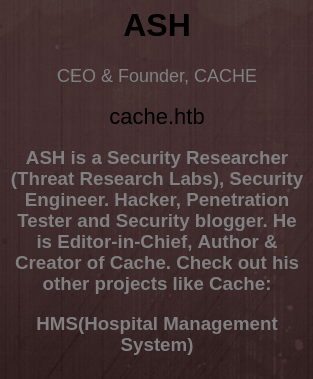 ASH
CEO & Founder, CACHE
cache.htb
ASH is a Security Researcher
(Threat Research Labs), Security
Engineer. Hacker, Penetration
Tester and Security blogger. He
is Editor-in-Chief, Author &
Creator of Cache. Check out his
other projects like Cache:
HMS(Hospital Management
System)